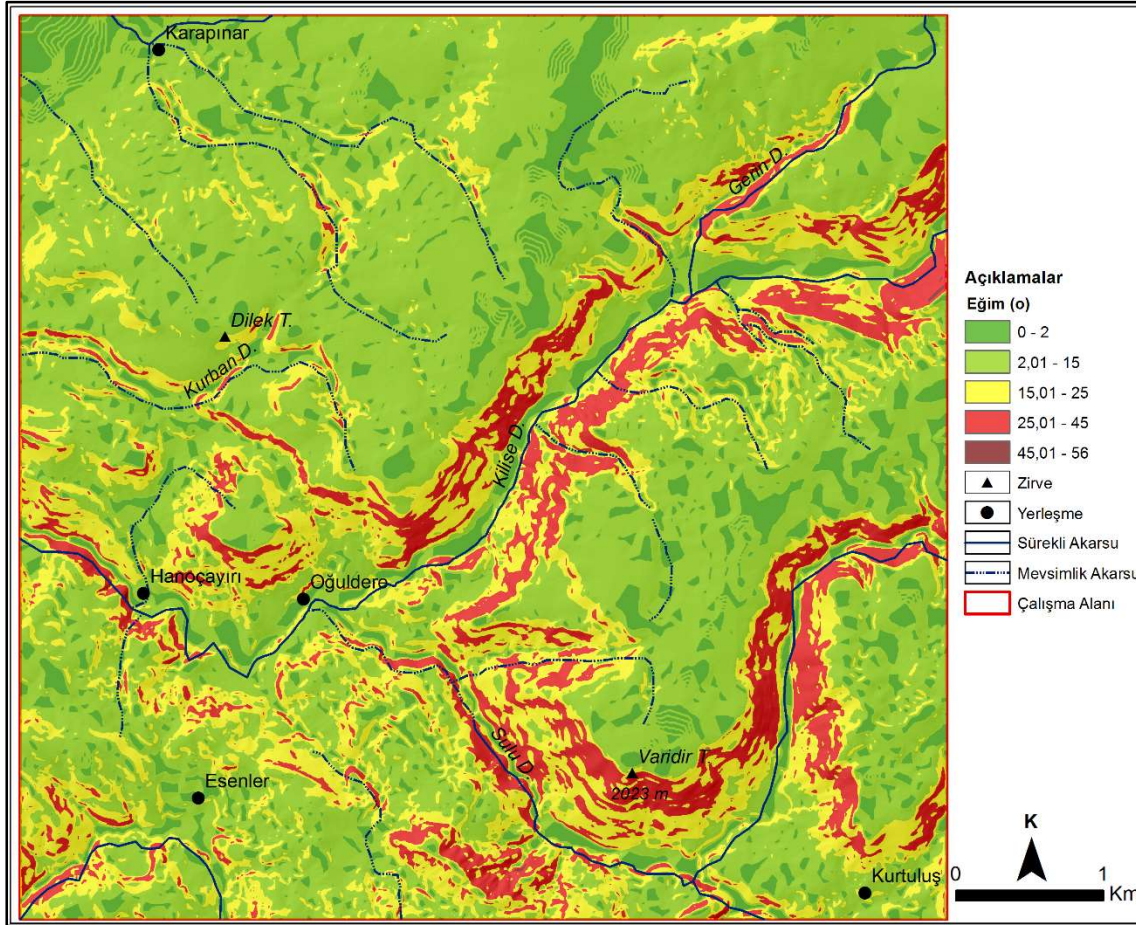 Karapınar
Gelin D.
Dilek T.
Kurban D.
Kilise D.
Hanoçayırı
Oğuldere
Sulu D.
Varidir T.
2023 m
Esenler
Kurtuluş
Açıklamalar
Eğim (o)
0 - 2
2,01 - 15
15,01 - 25
25,01 - 45
45,01 - 56
Zirve
Yerleşme
Sürekli Akarsu
Mevsimlik Akarsu
Çalışma Alanı
K
0 1
Km